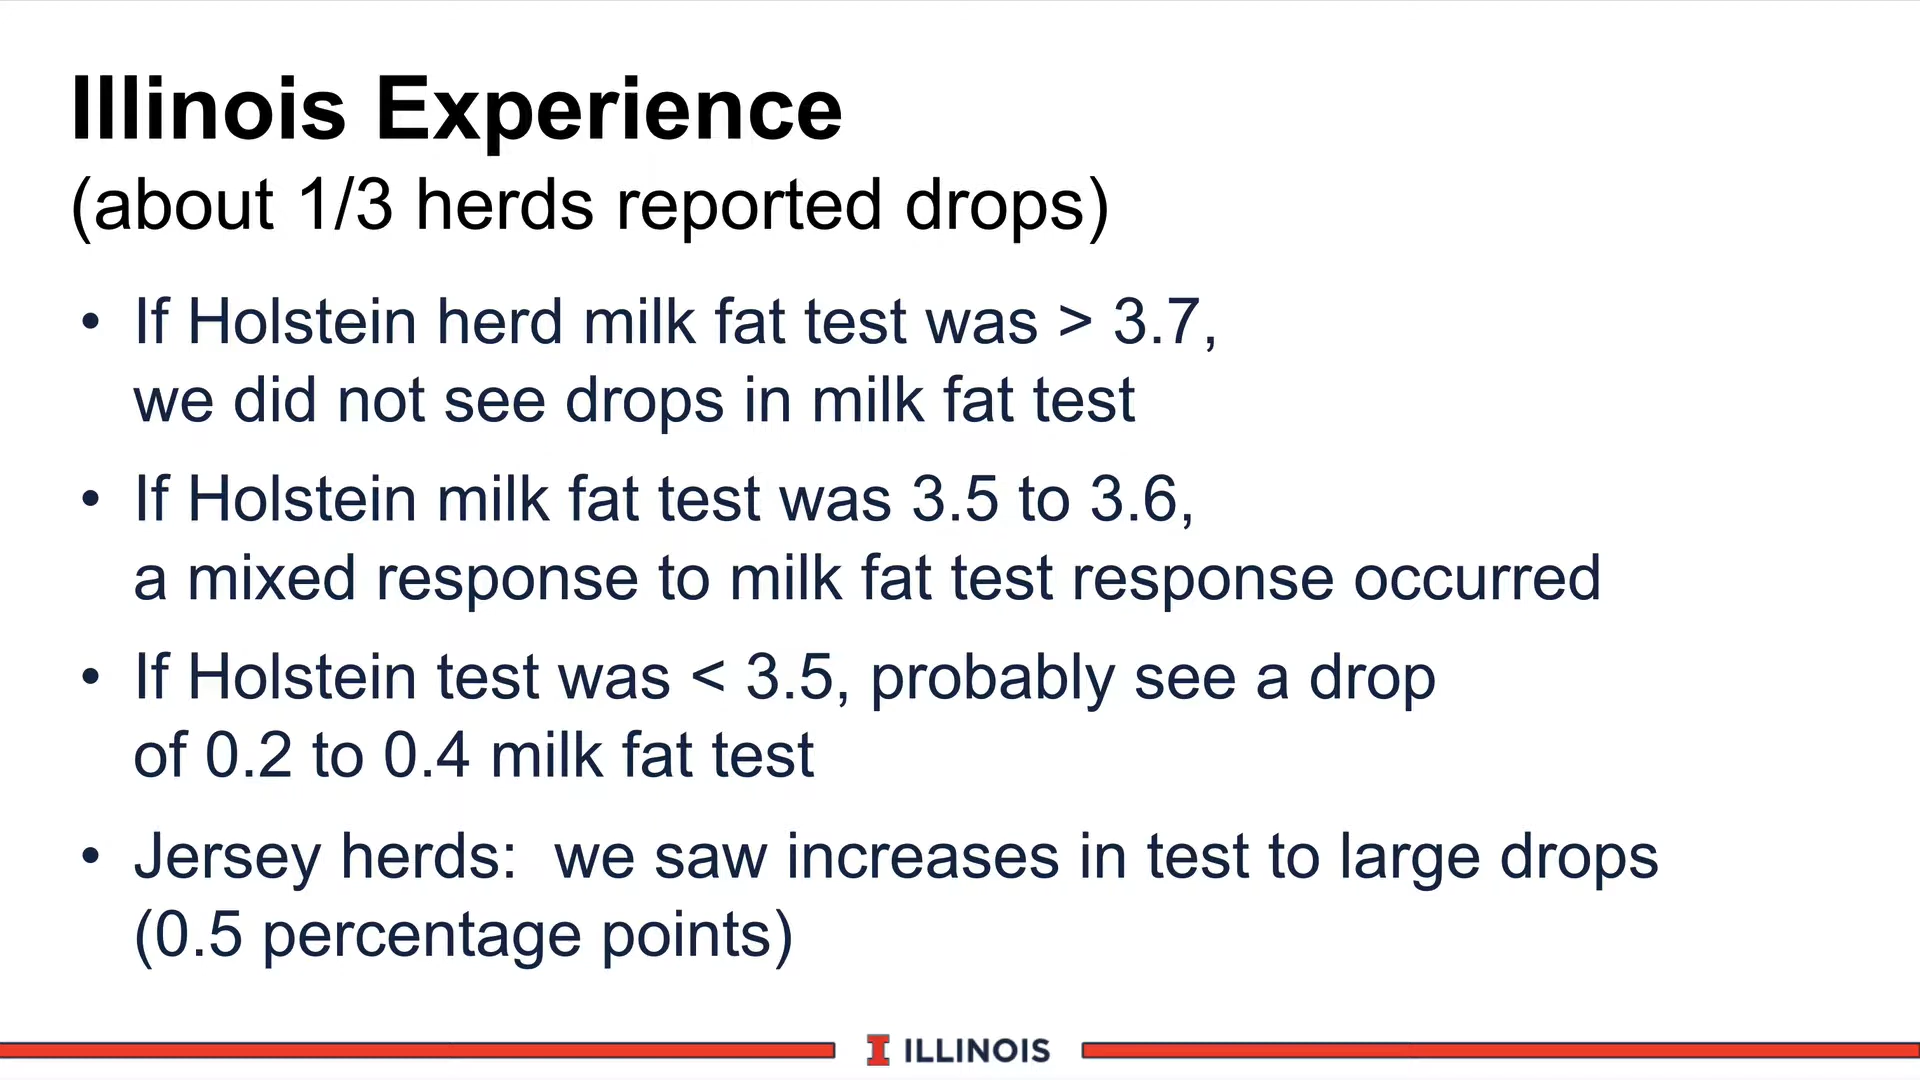 Illinois Experience
(about 1/3 herds reported drops)
• If Holstein herd milk fat test was > 3.7,
we did not see drops in milk fat test
• If Holstein milk fat test was 3.5 to 3.6,
a mixed response to milk fat test response occurred
• If Holstein test was < 3.5, probably see a drop
of 0.2 to 0.4 milk fat test
• Jersey herds:  we saw increases in test to large drops
(0.5 percentage points)
I ILLINOIS